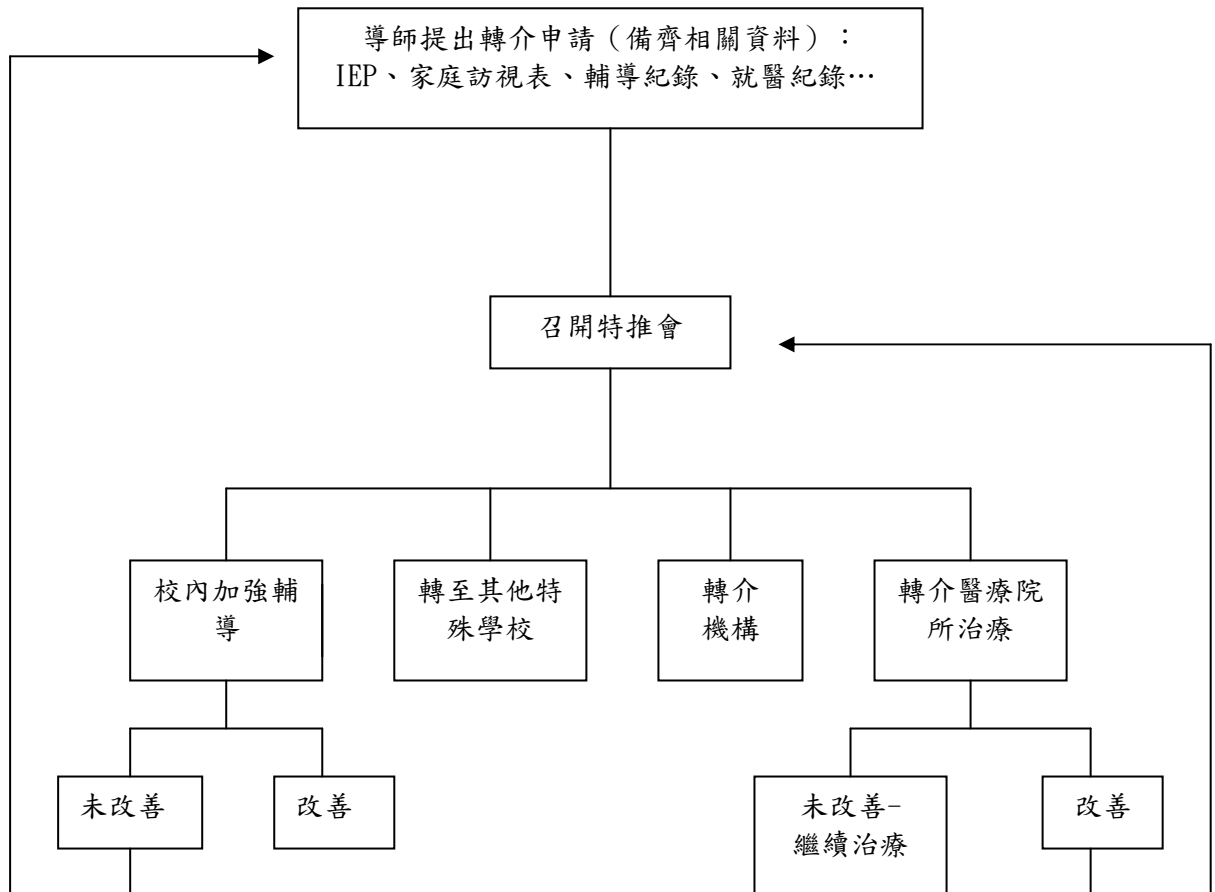 導師提出轉介申請（備齊相關資料）：
IEP、家庭訪視表、輔導紀錄、就醫紀錄…
召開特推會
校內加強輔
導
轉至其他特
殊學校
轉介
機構
轉介醫療院
所治療
未改善
改善
未改善-
繼續治療
改善